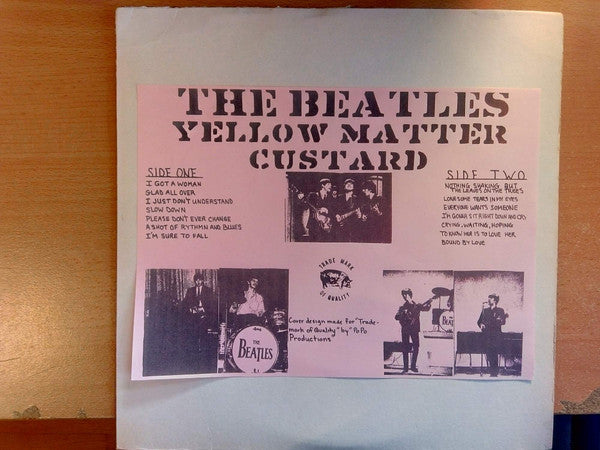 THE BEATLES
YELLOW MATTER
CUSTARD
SIDE ONE
I GOT A WOMAN
GLAD ALL OVER
I JUST DON'T UNDERSTAND
SLOW DOWN
PLEASE DON'T EVER CHANGE
A SHOT OF RYTHMN AND BLUES
I'M SURE TO FALL
SIDE TWO
NOTHING SHAKING, BUT
THE LEAVES ON THE TREES
LONESOME TEARS IN MY EYES
EVERYONE WANTS SOMEONE
I'M GONNA SIT RIGHT DOWN AND CRY
CRYING, WAITING, HOPING
TO KNOW HER IS TO LOVE HER
BOUND BY LOVE
TRADE MARK
OF QUALITY
Cover design made for "Trade-
mark of Quality" by "PoPo
Productions"
THE
BEATLES